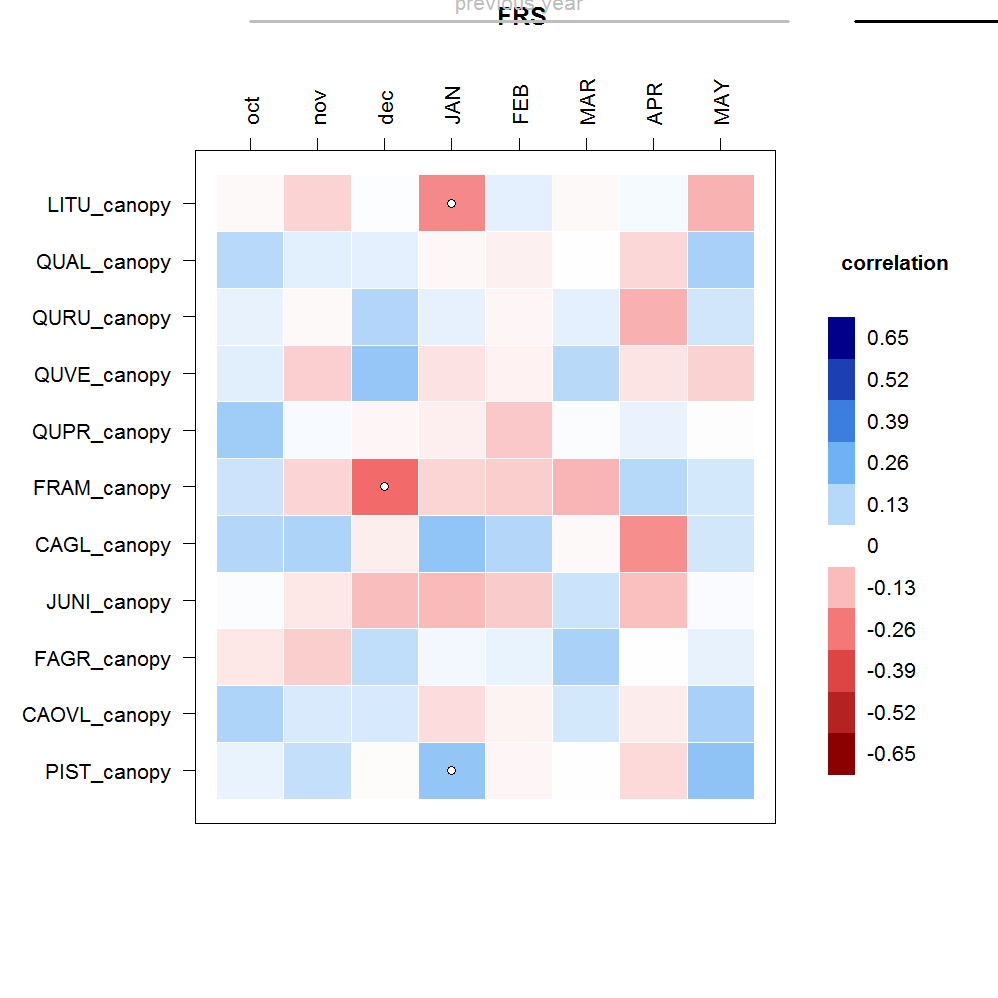 previous year
FRS
oct nov dec JAN FEB MAR APR MAY
LITU_canopy
QUAL_canopy
QURU_canopy
QUVE_canopy
QUPR_canopy
FRAM_canopy
CAGL_canopy
JUNI_canopy
FAGR_canopy
CAOVL_canopy
PIST_canopy
correlation
0.65
0.52
0.39
0.26
0.13
0
-0.13
-0.26
-0.39
-0.52
-0.65